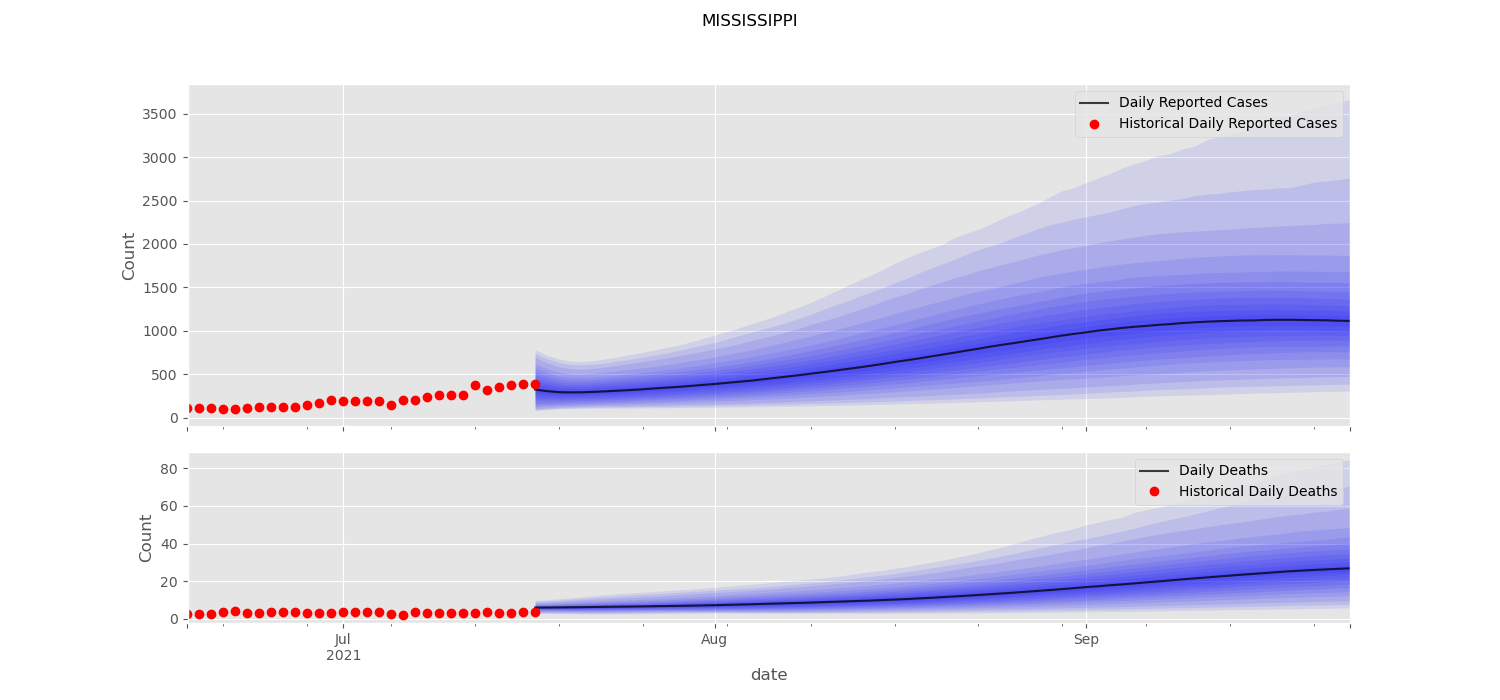 MISSISSIPPI
Daily Reported Cases
Historical Daily Reported Cases
3500
3000
2500
2000
1500
1000
500
0
Count
Daily Deaths
Historical Daily Deaths
80
60
40
20
0
Count
Jul
2021
Aug
Sep
date